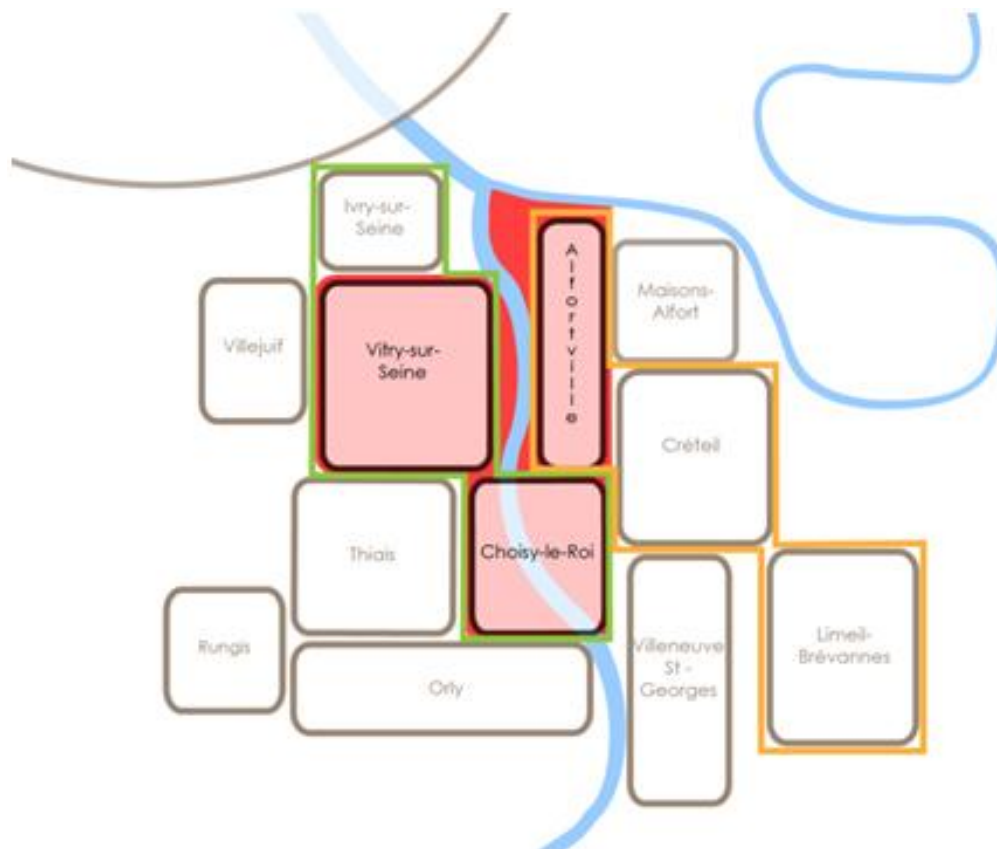 Ivry-sur-
Seine
Alfortville
Maisons-
Alfort
Villejuif
Vitry-sur-
Seine
Créteil
Thiais
Choisy-le-Roi
Rungis
Villeneuve
St -
Georges
Limeil-
Brévannes
Orly